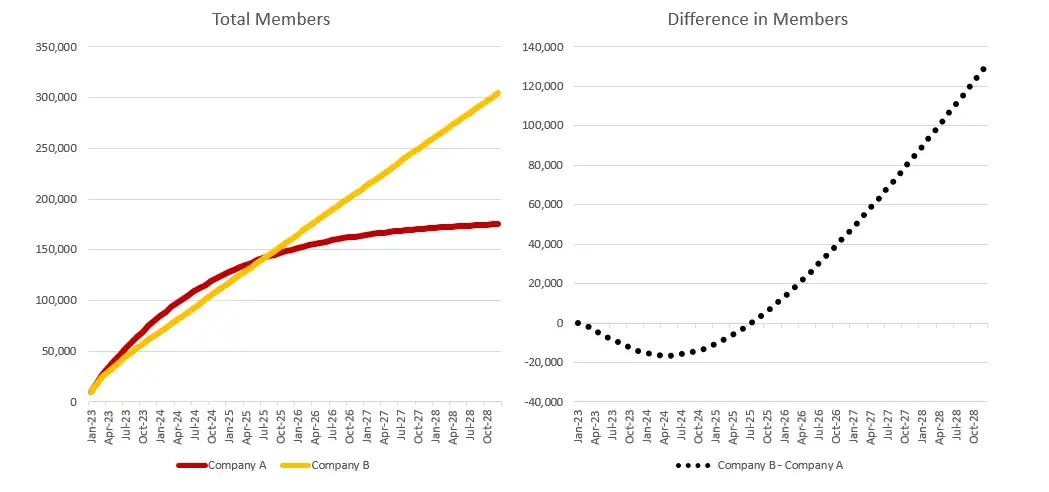 Total Members
350,000
300,000
250,000
200,000
150,000
100,000
50,000
0
Jan-23
Apr-23
Jul-23
Oct-23
Jan-24
Apr-24
Jul-24
Oct-24
Jan-25
Apr-25
Jul-25
Oct-25
Jan-26
Apr-26
Jul-26
Oct-26
Jan-27
Apr-27
Jul-27
Oct-27
Jan-28
Apr-28
Jul-28
Oct-28
Company A Company B
Difference in Members
140,000
120,000
100,000
80,000
60,000
40,000
20,000
0
-20,000
-40,000
Jan-23
Apr-23
Jul-23
Oct-23
Jan-24
Apr-24
Jul-24
Oct-24
Jan-25
Apr-25
Jul-25
Oct-25
Jan-26
Apr-26
Jul-26
Oct-26
Jan-27
Apr-27
Jul-27
Oct-27
Jan-28
Apr-28
Jul-28
Oct-28
Company B - Company A